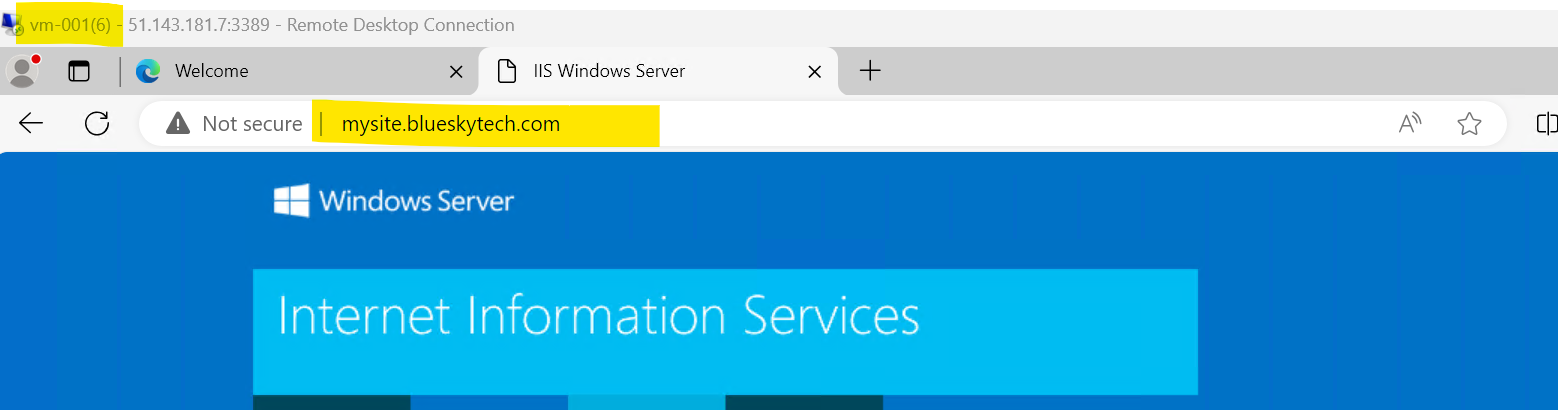 vm-001(6) - 51.143.181.7:3389 - Remote Desktop Connection
Welcome
IIS Windows Server
Not secure
mysite.blueskytech.com
A
Windows Server
Internet Information Services